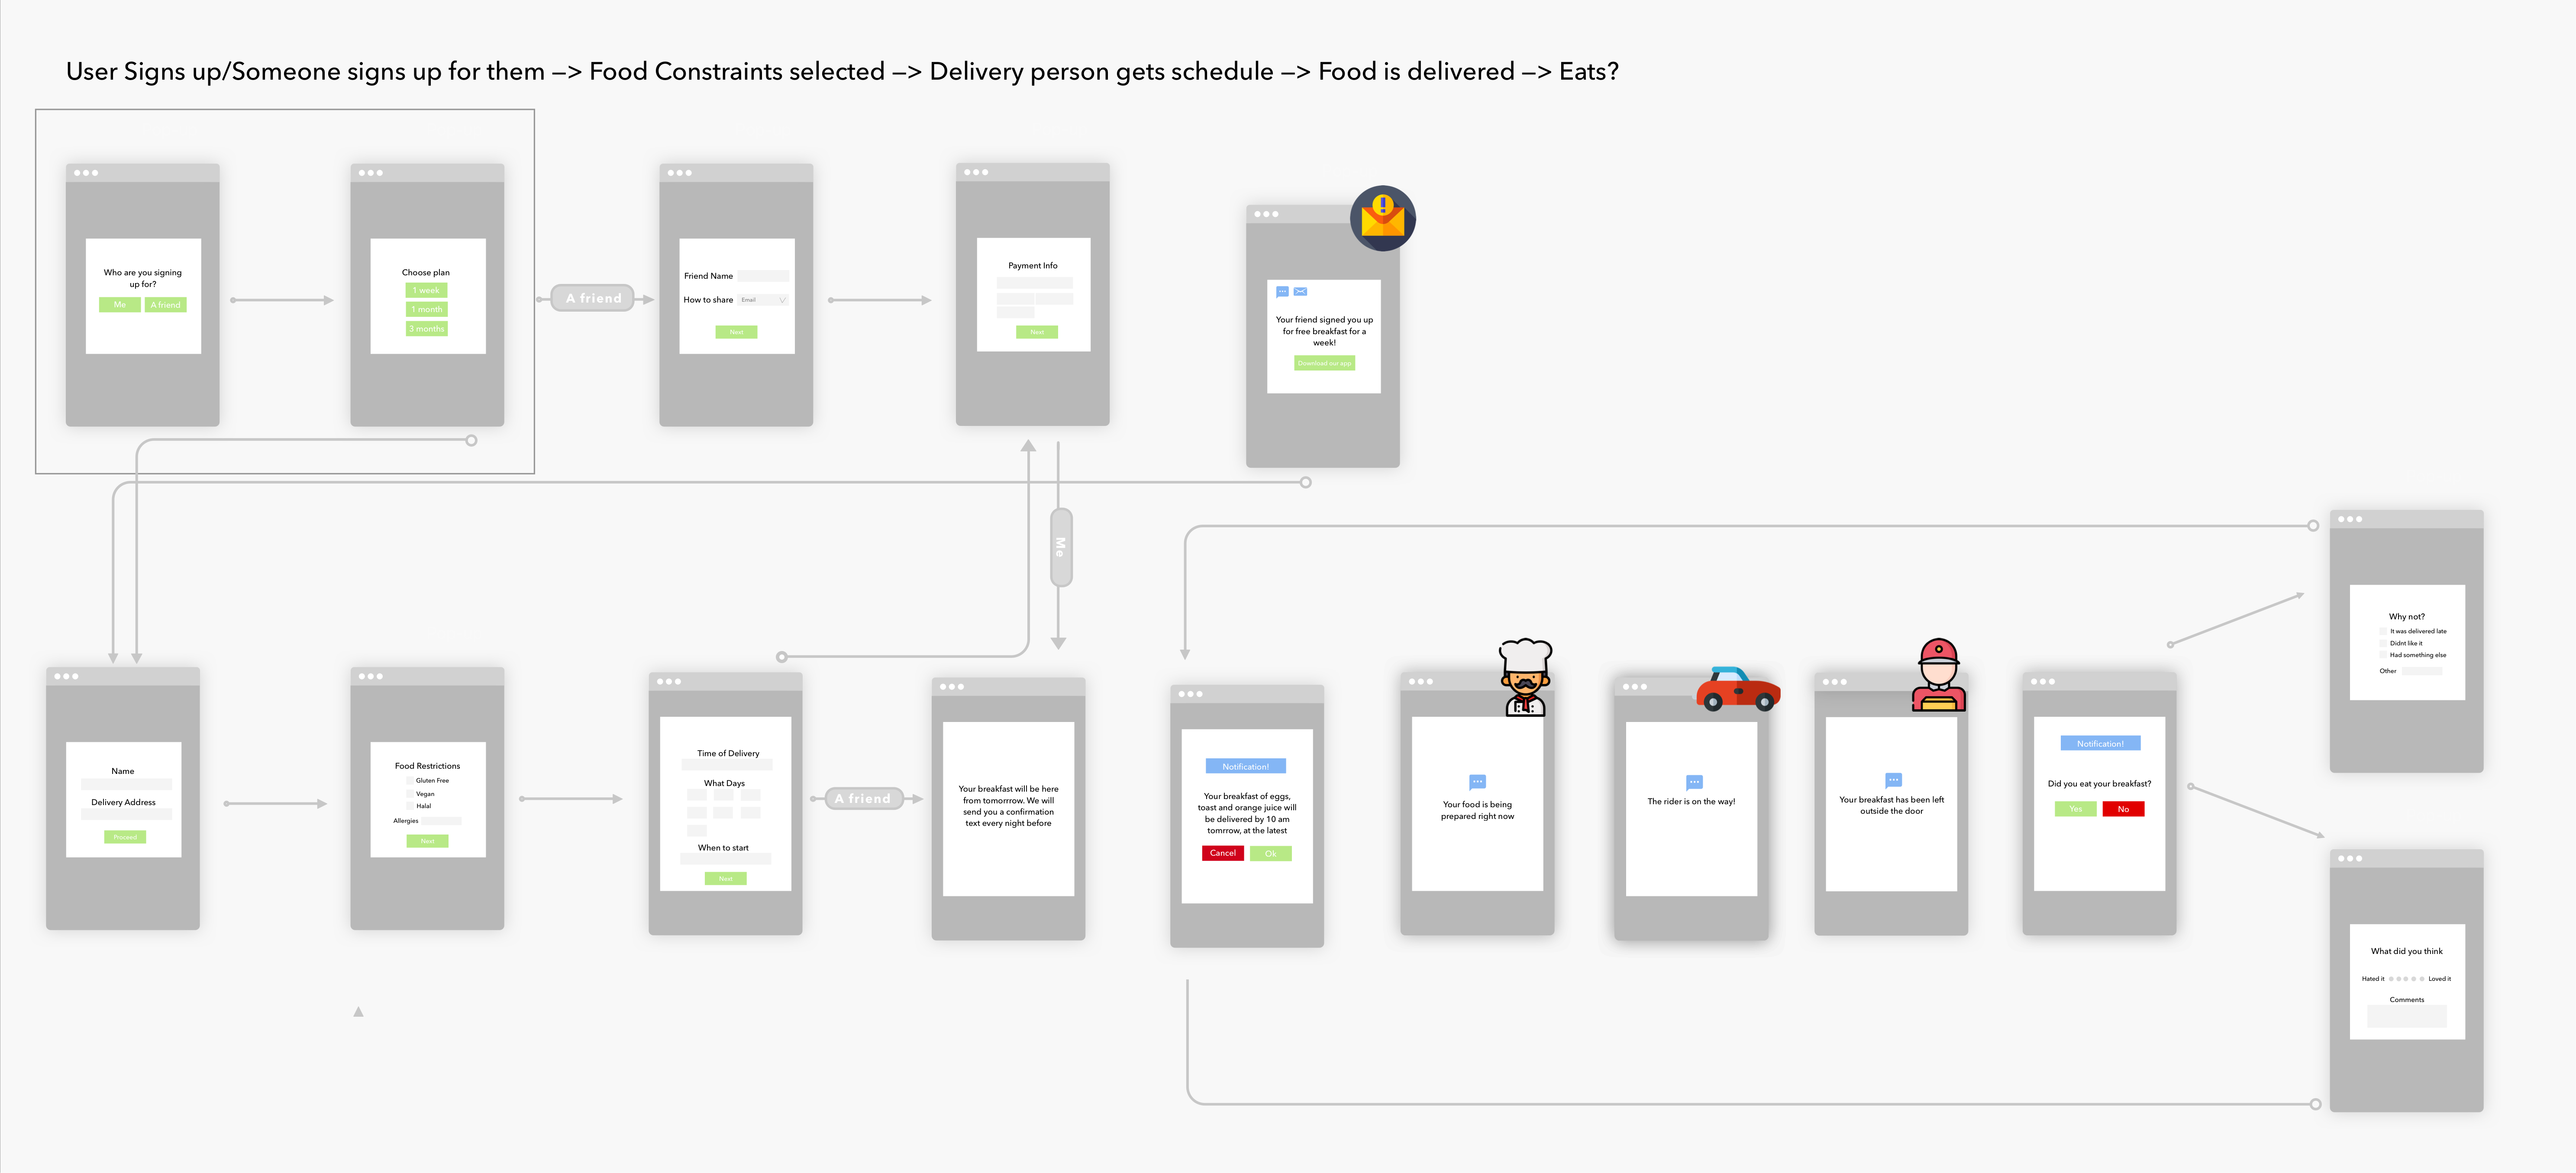 User Signs up/Someone signs up for them —> Food Constraints selected —> Delivery person gets schedule —> Food is delivered —> Eats?
Who are you signing
up for?
Me
A friend
Choose plan
1 week
1 month
3 months
A friend
Friend Name
How to share
Email
Next
Payment Info
Next
Your friend signed you up
for free breakfast for a
week!
Download our app
Me
Name
Delivery Address
Proceed
Food Restrictions
Gluten Free
Vegan
Halal
Allergies
Next
Time of Delivery
What Days
When to start
Next
A friend
Your breakfast will be here
from tomorrrow. We will
send you a confirmation
text every night before
Notification!
Your breakfast of eggs,
toast and orange juice will
be delivered by 10 am
tomrrow, at the latest
Cancel
Ok
Your food is being
prepared right now
The rider is on the way!
Your breakfast has been left
outside the door
Notification!
Did you eat your breakfast?
Yes
No
Why not?
It was delivered late
Didnt like it
Had something else
Other
What did you think
Hated it
Loved it
Comments